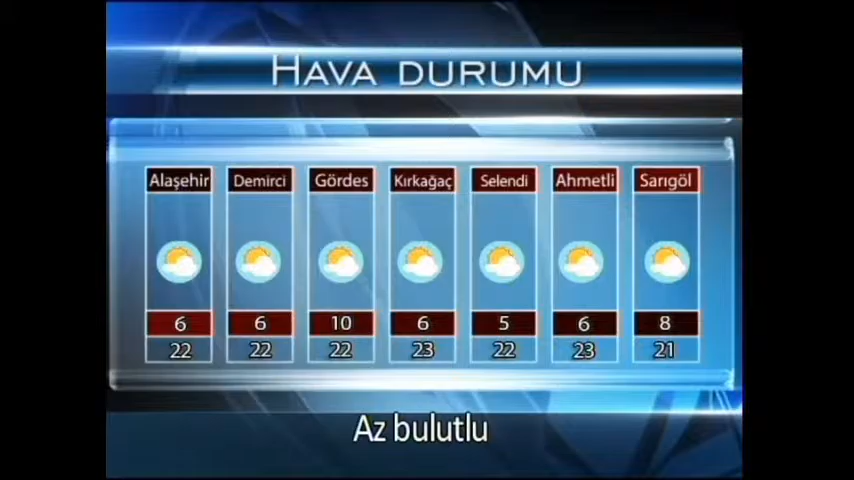 HAVA DURUMU
Alaşehir Demirci Gördes Kırkağaç Selendi Ahmetli Sarıgöl
6 6 10 6 5 6 8
22 22 22 23 22 23 21
Az bulutlu